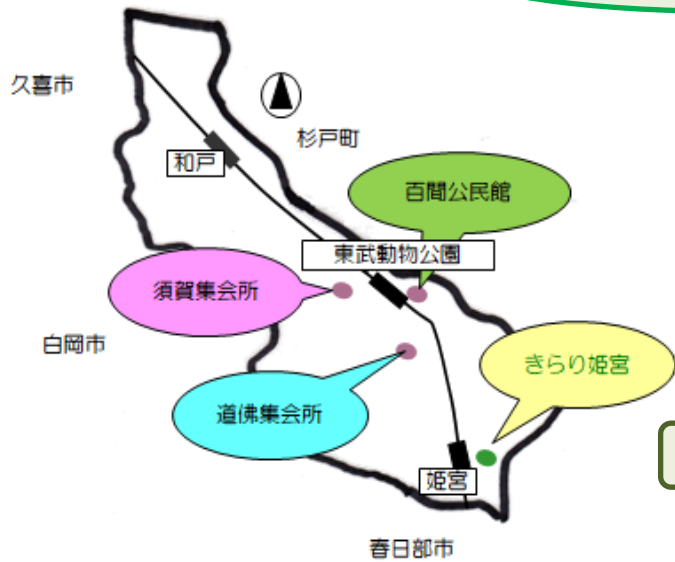 久喜市
杉戸町
和戸
百間公民館
東武動物公園
須賀集会所
白岡市
きらり姫宮
道佛集会所
姫宮
春日部市